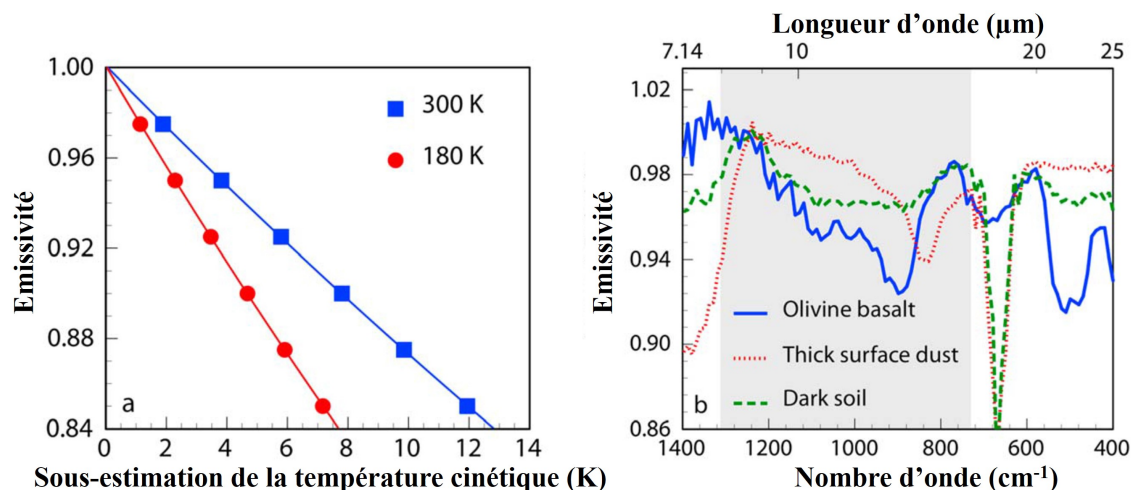 Longueur d’onde (µm)
7.14 10 20 25
1.00
0.96
0.92
0.88
0.84
Emissivité
300 K
180 K
a
0 2 4 6 8 10 12 14
Sous-estimation de la température cinétique (K)
1.02
0.98
0.94
0.90
0.86
Emissivité
Olivine basalt
Thick surface dust
Dark soil
b
1400 1200 1000 800 600 400
Nombre d’onde (cm⁻¹)